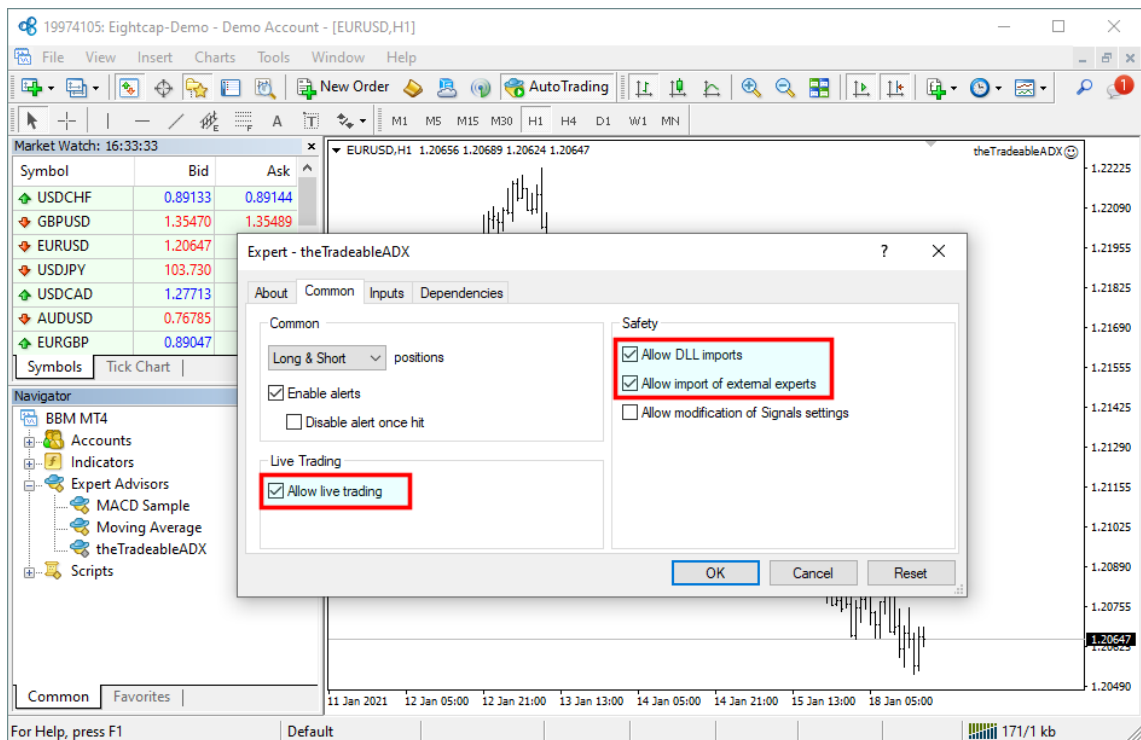 19974105: Eightcap-Demo - Demo Account - [EURUSD,H1]
File View Insert Charts Tools Window Help
New Order AutoTrading 1
A T M1 M5 M15 M30 H1 H4 D1 W1 MN
Market Watch: 16:33:33
Symbol Bid Ask
USDCHF 0.89133 0.89144
GBPUSD 1.35470 1.35489
EURUSD 1.20647
USDJPY 103.730
USDCAD 1.27713
AUDUSD 0.76785
EURGBP 0.89047
Symbols Tick Chart
Navigator
BBM MT4
Accounts
Indicators
Expert Advisors
MACD Sample
Moving Average
theTradeableADX
Scripts
Common Favorites
EURUSD,H1 1.20656 1.20689 1.20624 1.20647
theTradeableADX
Expert - theTradeableADX
About Common Inputs Dependencies
Common
Long & Short positions
Enable alerts
Disable alert once hit
Live Trading
Allow live trading
Safety
Allow DLL imports
Allow import of external experts
Allow modification of Signals settings
OK Cancel Reset
1.22225
1.22090
1.21955
1.21825
1.21690
1.21555
1.21425
1.21290
1.21155
1.21025
1.20890
1.20755
1.20647
1.20490
11 Jan 2021 12 Jan 05:00 12 Jan 21:00 13 Jan 13:00 14 Jan 05:00 14 Jan 21:00 15 Jan 13:00 18 Jan 05:00
For Help, press F1 Default 171/1 kb